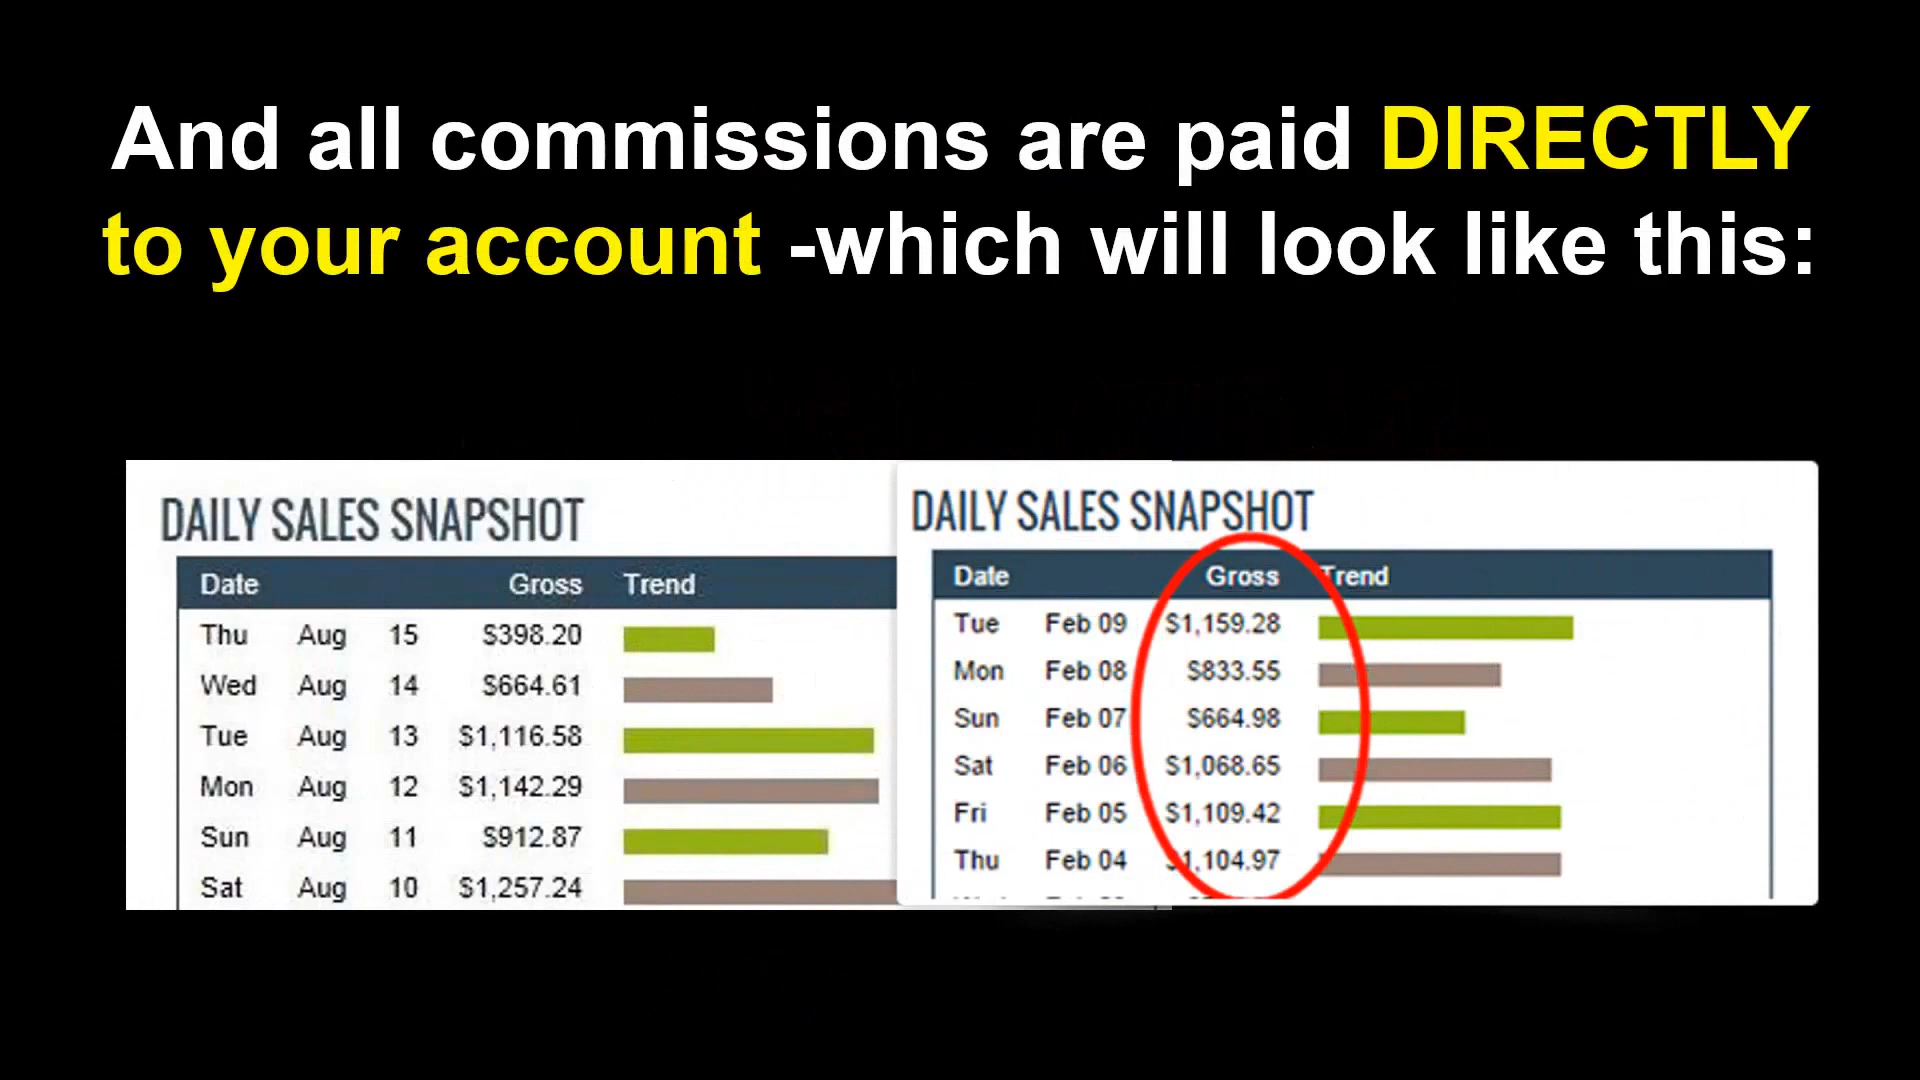 And all commissions are paid DIRECTLY
to your account -which will look like this:
DAILY SALES SNAPSHOT
Date Gross Trend
Thu Aug 15 $398.20
Wed Aug 14 $664.61
Tue Aug 13 $1,116.58
Mon Aug 12 $1,142.29
Sun Aug 11 $912.87
Sat Aug 10 $1,257.24
DAILY SALES SNAPSHOT
Date Gross Trend
Tue Feb 09 $1,159.28
Mon Feb 08 $833.55
Sun Feb 07 $664.98
Sat Feb 06 $1,068.65
Fri Feb 05 $1,109.42
Thu Feb 04 $1,104.97